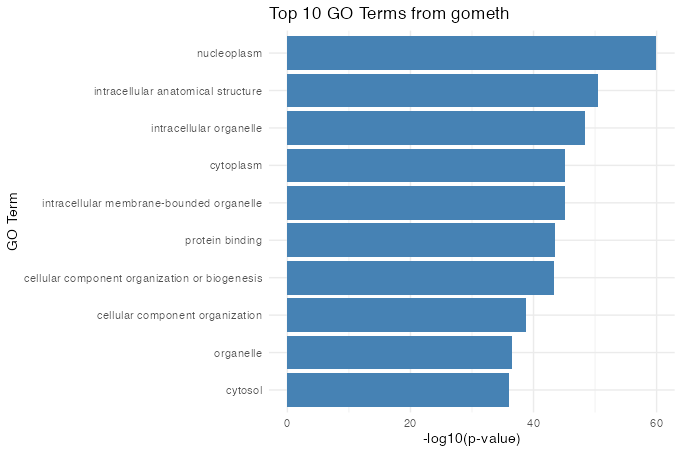 Top 10 GO Terms from gometh
GO Term
nucleoplasm
intracellular anatomical structure
intracellular organelle
cytoplasm
intracellular membrane-bounded organelle
protein binding
cellular component organization or biogenesis
cellular component organization
organelle
cytosol
0 20 40 60
-log10(p-value)